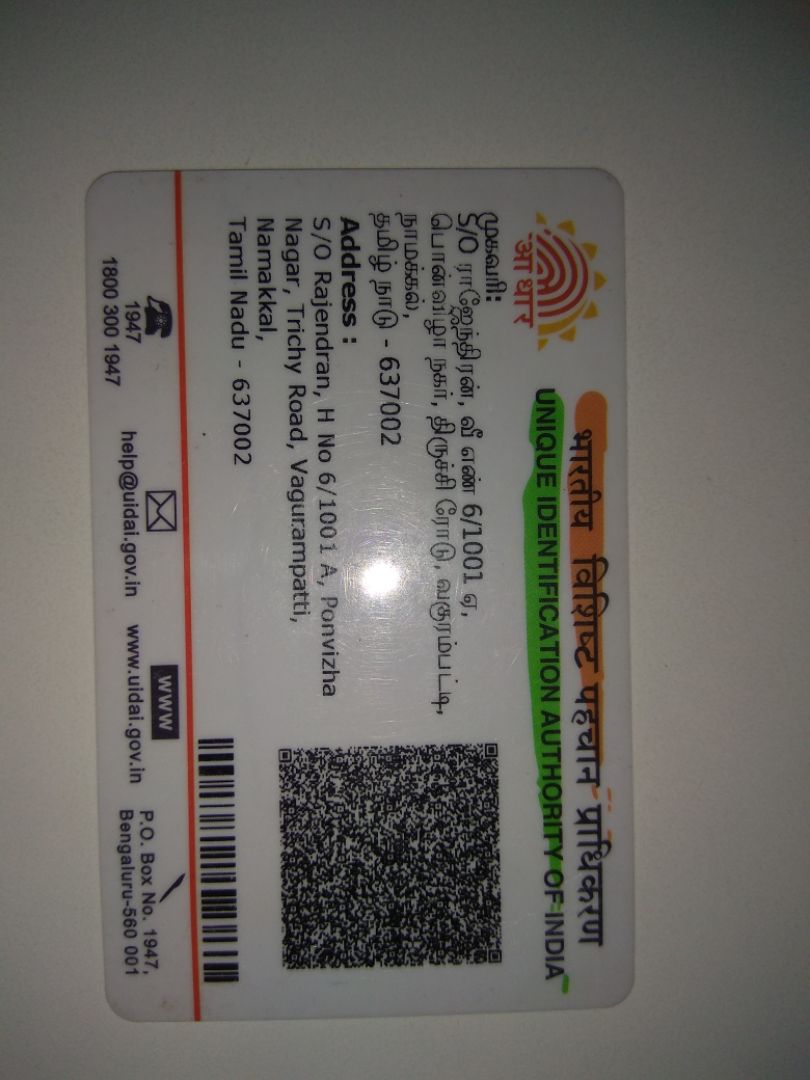 आधार
भारतीय विशिष्ट पहचान प्राधिकरण
UNIQUE IDENTIFICATION AUTHORITY OF INDIA
முகவரி:
S/O ராஜேந்திரன், வீ எண் 6/1001 ஏ,
பொன்விழா நகர், திருச்சி ரோடு, வகுரம்பட்டி,
நாமக்கல்,
தமிழ் நாடு - 637002
Address :
S/O Rajendran, H No 6/1001 A, Ponvizha
Nagar, Trichy Road, Vagurampatti,
Namakkal,
Tamil Nadu - 637002
1947
1800 300 1947
help@uidai.gov.in
WWW
www.uidai.gov.in
P.O. Box No. 1947,
Bengaluru-560 001